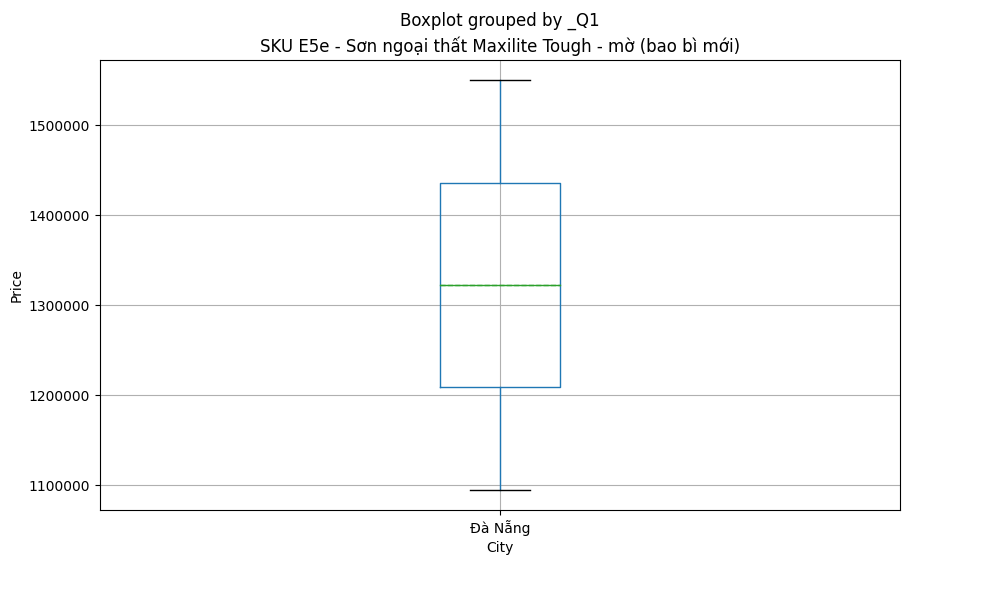 Boxplot grouped by _Q1
SKU E5e - Sơn ngoại thất Maxilite Tough - mờ (bao bì mới)
1500000
1400000
1300000
1200000
1100000
Price
Đà Nẵng
City